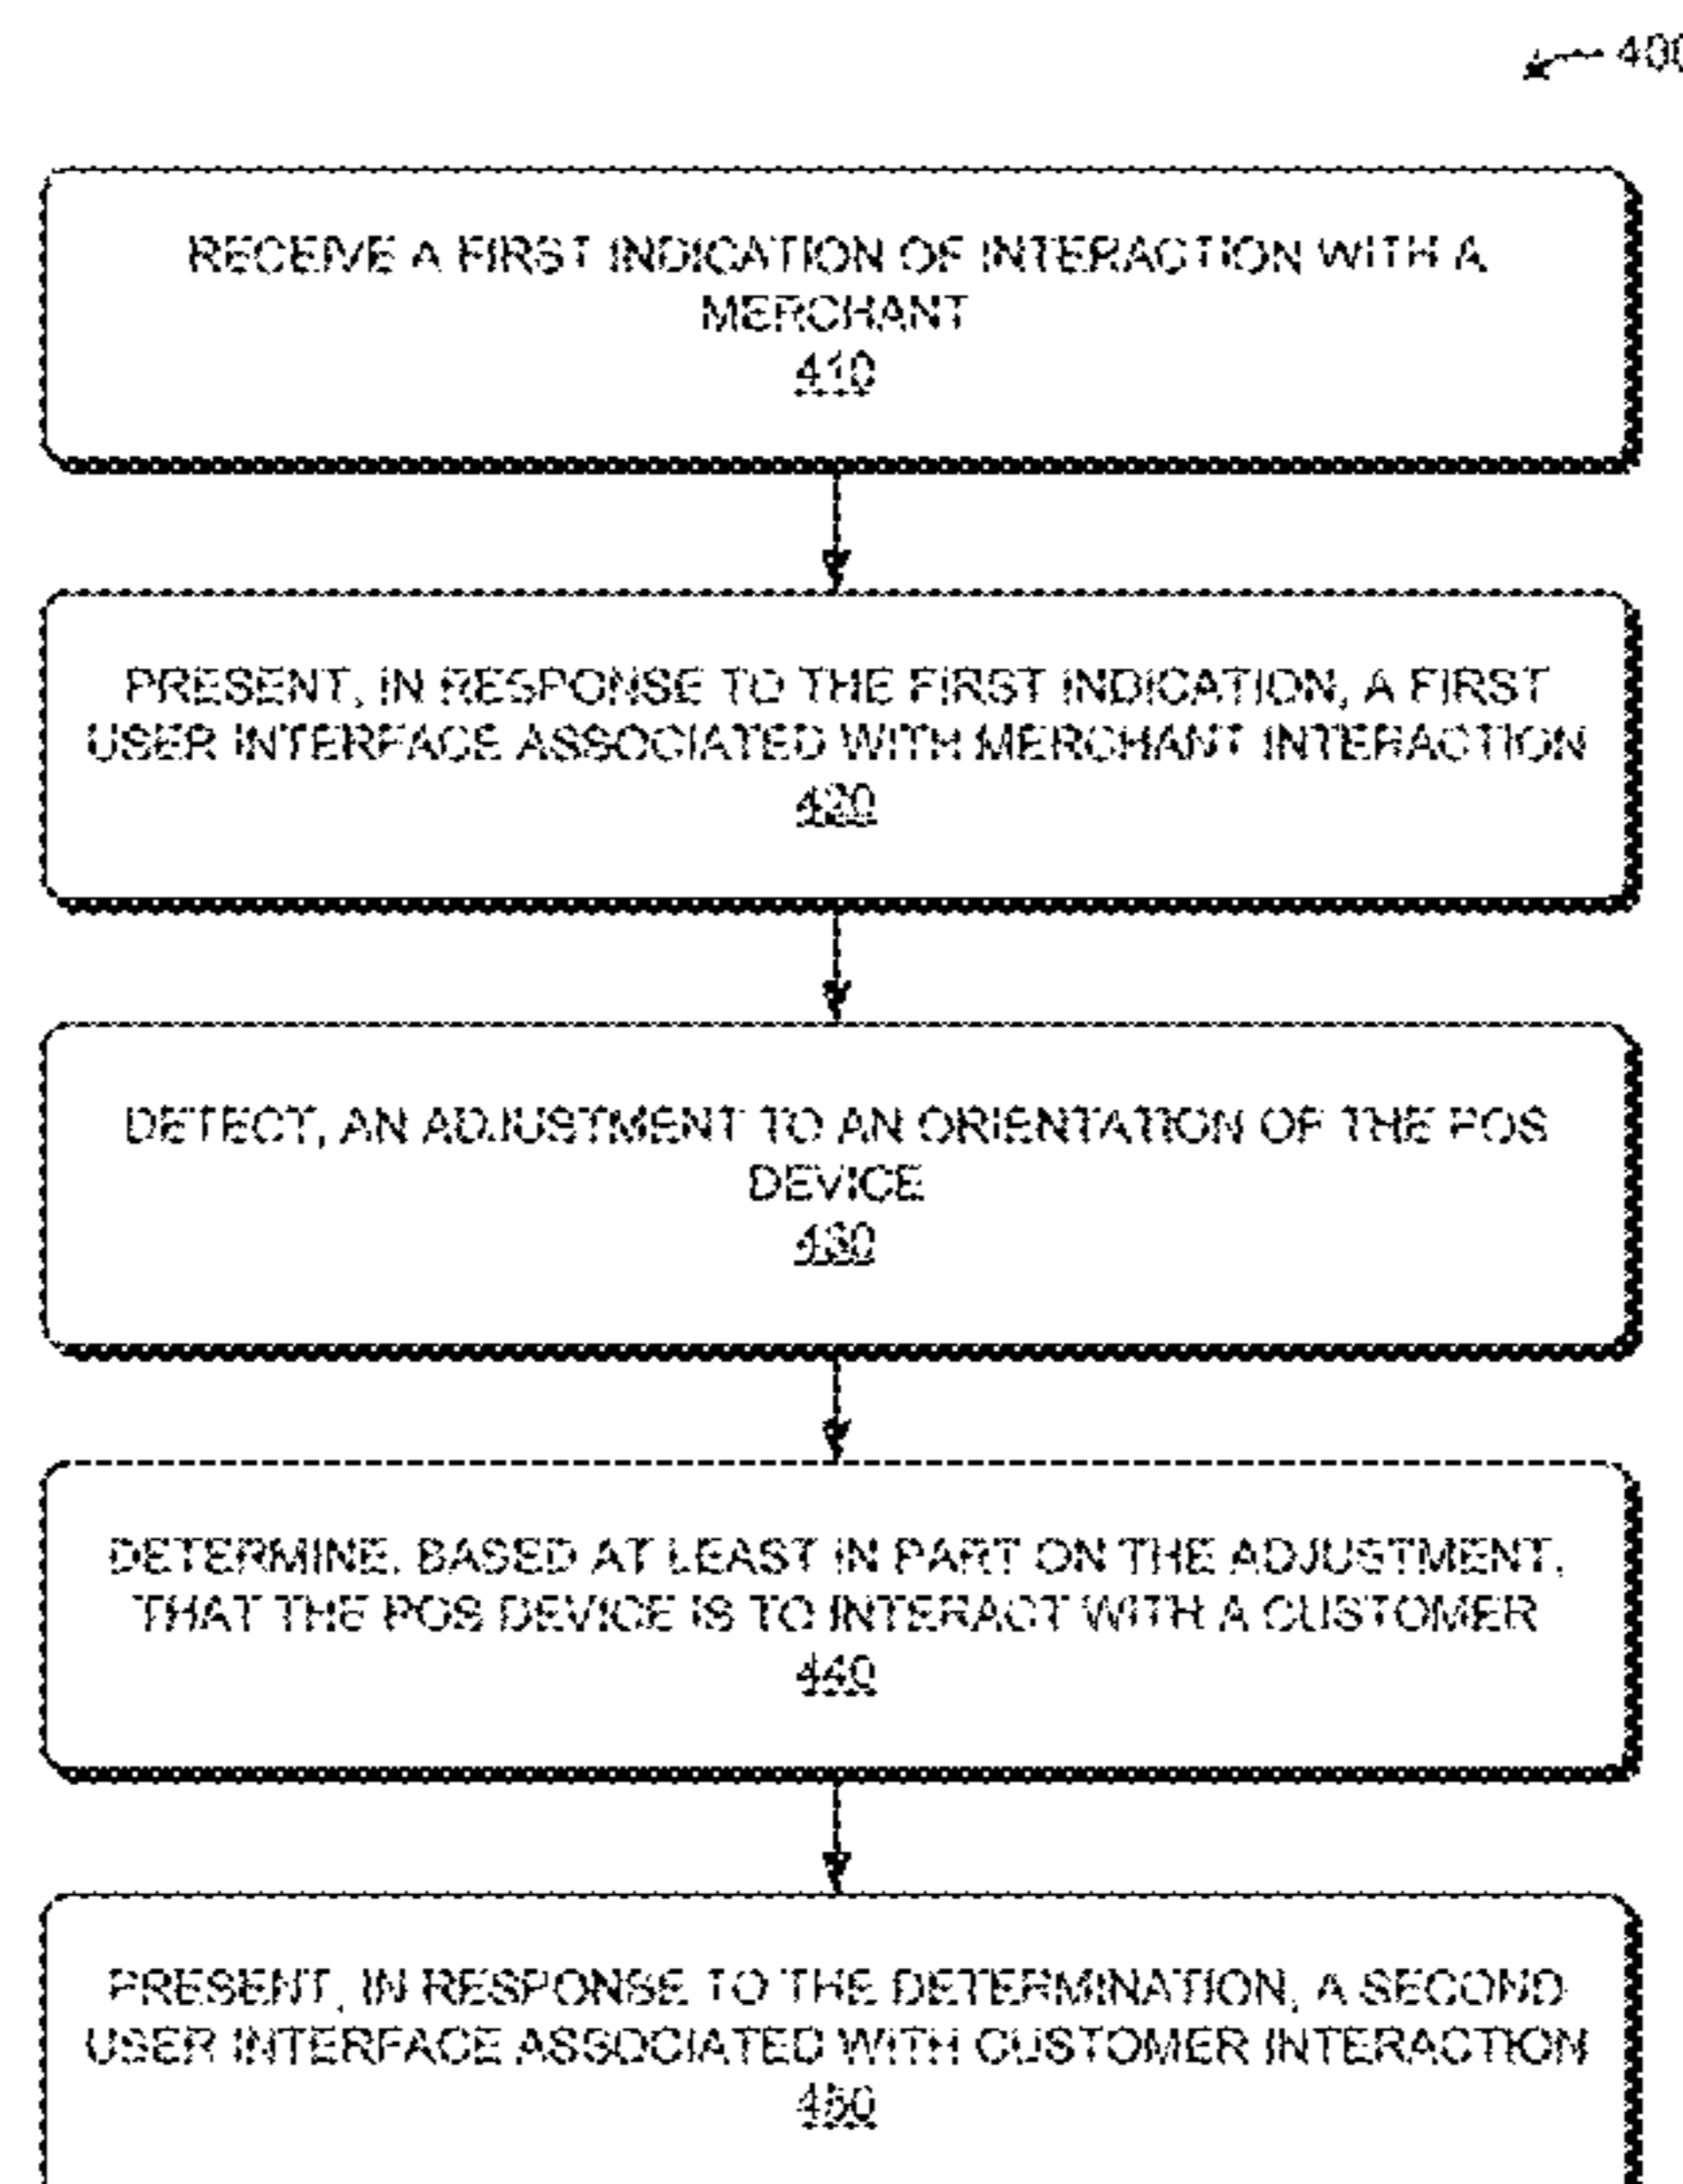 400
RECEIVE A FIRST INDICATION OF INTERACTION WITH A
MERCHANT
410
PRESENT, IN RESPONSE TO THE FIRST INDICATION, A FIRST
USER INTERFACE ASSOCIATED WITH MERCHANT INTERACTION
420
DETECT, AN ADJUSTMENT TO AN ORIENTATION OF THE POS
DEVICE
430
DETERMINE, BASED AT LEAST IN PART ON THE ADJUSTMENT,
THAT THE POS DEVICE IS TO INTERACT WITH A CUSTOMER
440
PRESENT, IN RESPONSE TO THE DETERMINATION, A SECOND
USER INTERFACE ASSOCIATED WITH CUSTOMER INTERACTION
450